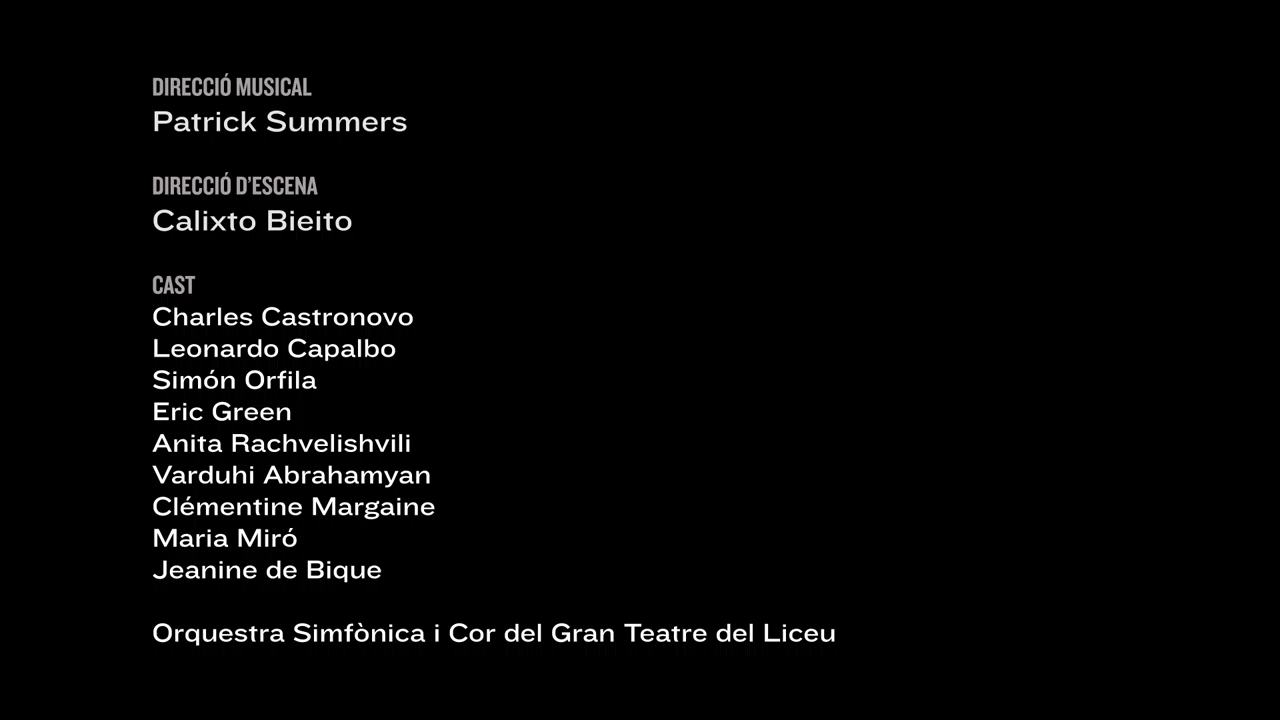 DIRECCIÓ MUSICAL
Patrick Summers
DIRECCIÓ D'ESCENA
Calixto Bieito
CAST
Charles Castronovo
Leonardo Capalbo
Simón Orfila
Eric Green
Anita Rachvelishvili
Varduhi Abrahamyan
Clémentine Margaine
Maria Miró
Jeanine de Bique
Orquestra Simfònica i Cor del Gran Teatre del Liceu